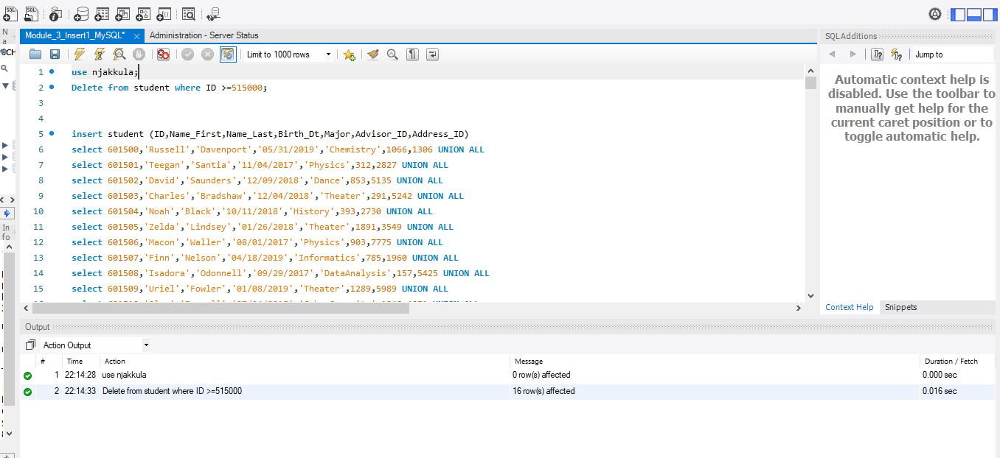 Module_3_Insert1_MySQL*
Administration - Server Status
SQLAdditions
Limit to 1000 rows
Jump to
1 use njakkula;
2 Delete from student where ID >=515000;
3
4
5 insert student (ID,Name_First,Name_Last,Birth_Dt,Major,Advisor_ID,Address_ID)
6 select 601500,'Russell','Davenport','05/31/2019','Chemistry',1066,1306 UNION ALL
7 select 601501,'Teegan','Santia','11/04/2017','Physics',312,2827 UNION ALL
8 select 601502,'David','Saunders','12/09/2018','Dance',853,5135 UNION ALL
9 select 601503,'Charles','Bradshaw','12/04/2018','Theater',291,5242 UNION ALL
10 select 601504,'Noah','Black','10/11/2018','History',393,2730 UNION ALL
11 select 601505,'Zelda','Lindsey','01/26/2018','Theater',1891,3549 UNION ALL
12 select 601506,'Macon','Waller','08/01/2017','Physics',903,7775 UNION ALL
13 select 601507,'Finn','Nelson','04/18/2019','Informatics',785,1960 UNION ALL
14 select 601508,'Isadora','Odonnell','09/29/2017','DataAnalysis',157,5425 UNION ALL
15 select 601509,'Uriel','Fowler','01/08/2019','Theater',1289,5989 UNION ALL
Automatic context help is
disabled. Use the toolbar to
manually get help for the
current caret position or to
toggle automatic help.
Context Help Snippets
Output
Action Output
# Time Action Message Duration / Fetch
1 22:14:28 use njakkula 0 row(s) affected 0.000 sec
2 22:14:33 Delete from student where ID >=515000 16 row(s) affected 0.016 sec